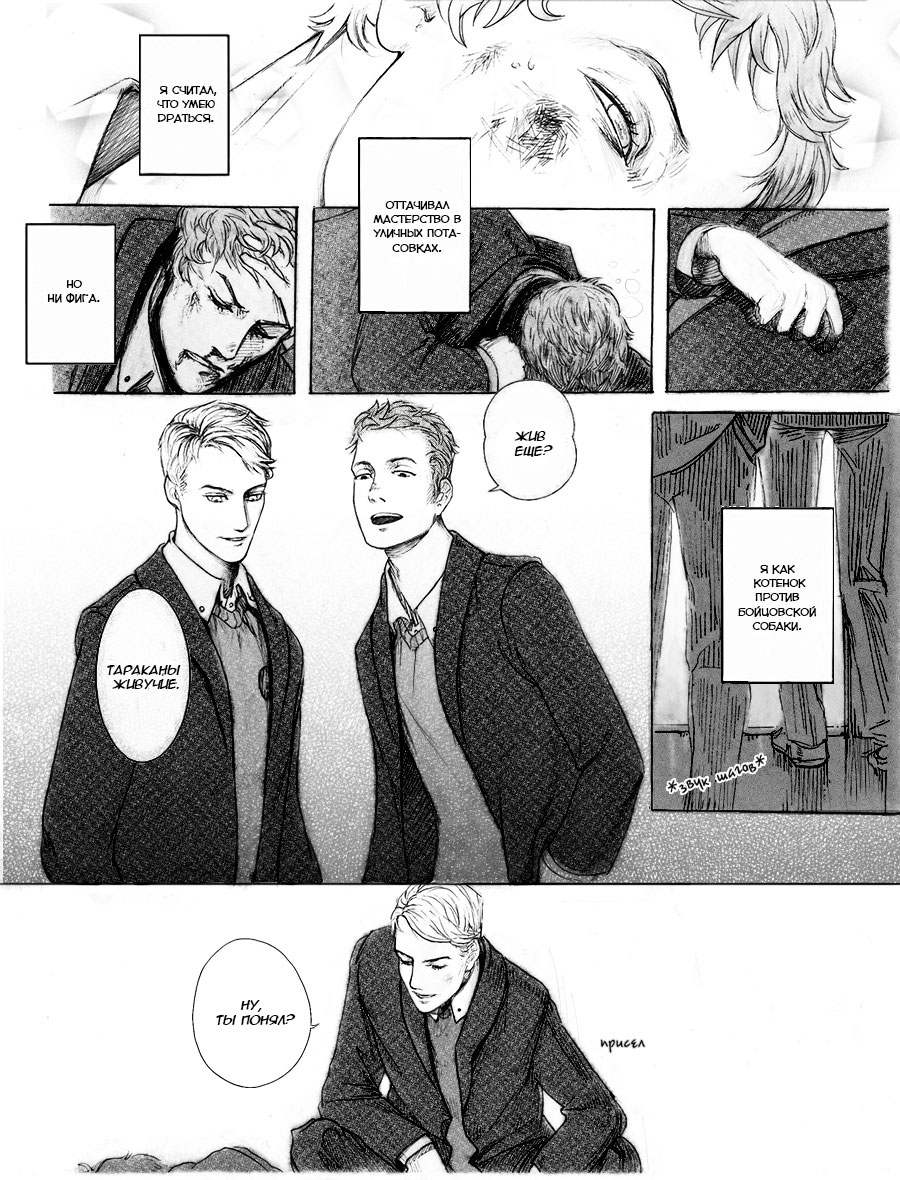 Я СЧИТАЛ,
ЧТО УМЕЮ
ДРАТЬСЯ.
ОТТАЧИВАЛ
МАСТЕРСТВО В
УЛИЧНЫХ ПОТА-
СОВКАХ.
НО
НИ ФИГА.
ЖИВ
ЕЩЕ?
ТАРАКАНЫ
ЖИВУЧИЕ.
Я КАК
КОТЕНОК
ПРОТИВ
БОЙЦОВСКОЙ
СОБАКИ.
*звук шагов*
НУ,
ТЫ ПОНЯЛ?
присел